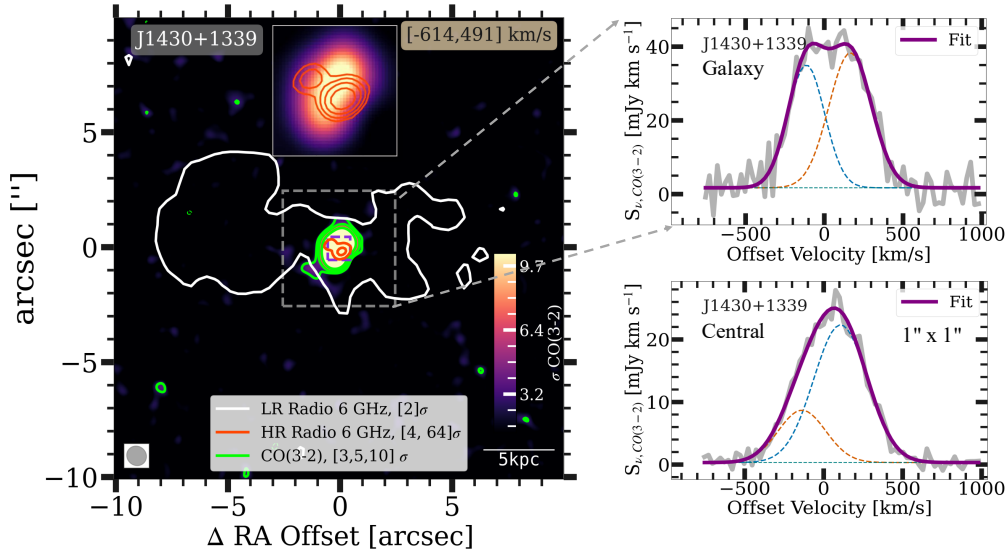 J1430+1339
[-614,491] km/s
5
0
−5
−10
−10
−5
0
5
arcsec ['']
Δ RA Offset [arcsec]
9.7
6.4
3.2
σ CO(3-2)
LR Radio 6 GHz, [2]σ
HR Radio 6 GHz, [4, 64]σ
CO(3-2), [3,5,10] σ
5kpc
J1430+1339
Galaxy
Fit
40
20
0
−500
0
500
1000
S_ν,CO(3−2) [mJy km s⁻¹]
Offset Velocity [km/s]
J1430+1339
Central
Fit
1" x 1"
20
10
0
−500
0
500
1000
S_ν,CO(3−2) [mJy km s⁻¹]
Offset Velocity [km/s]